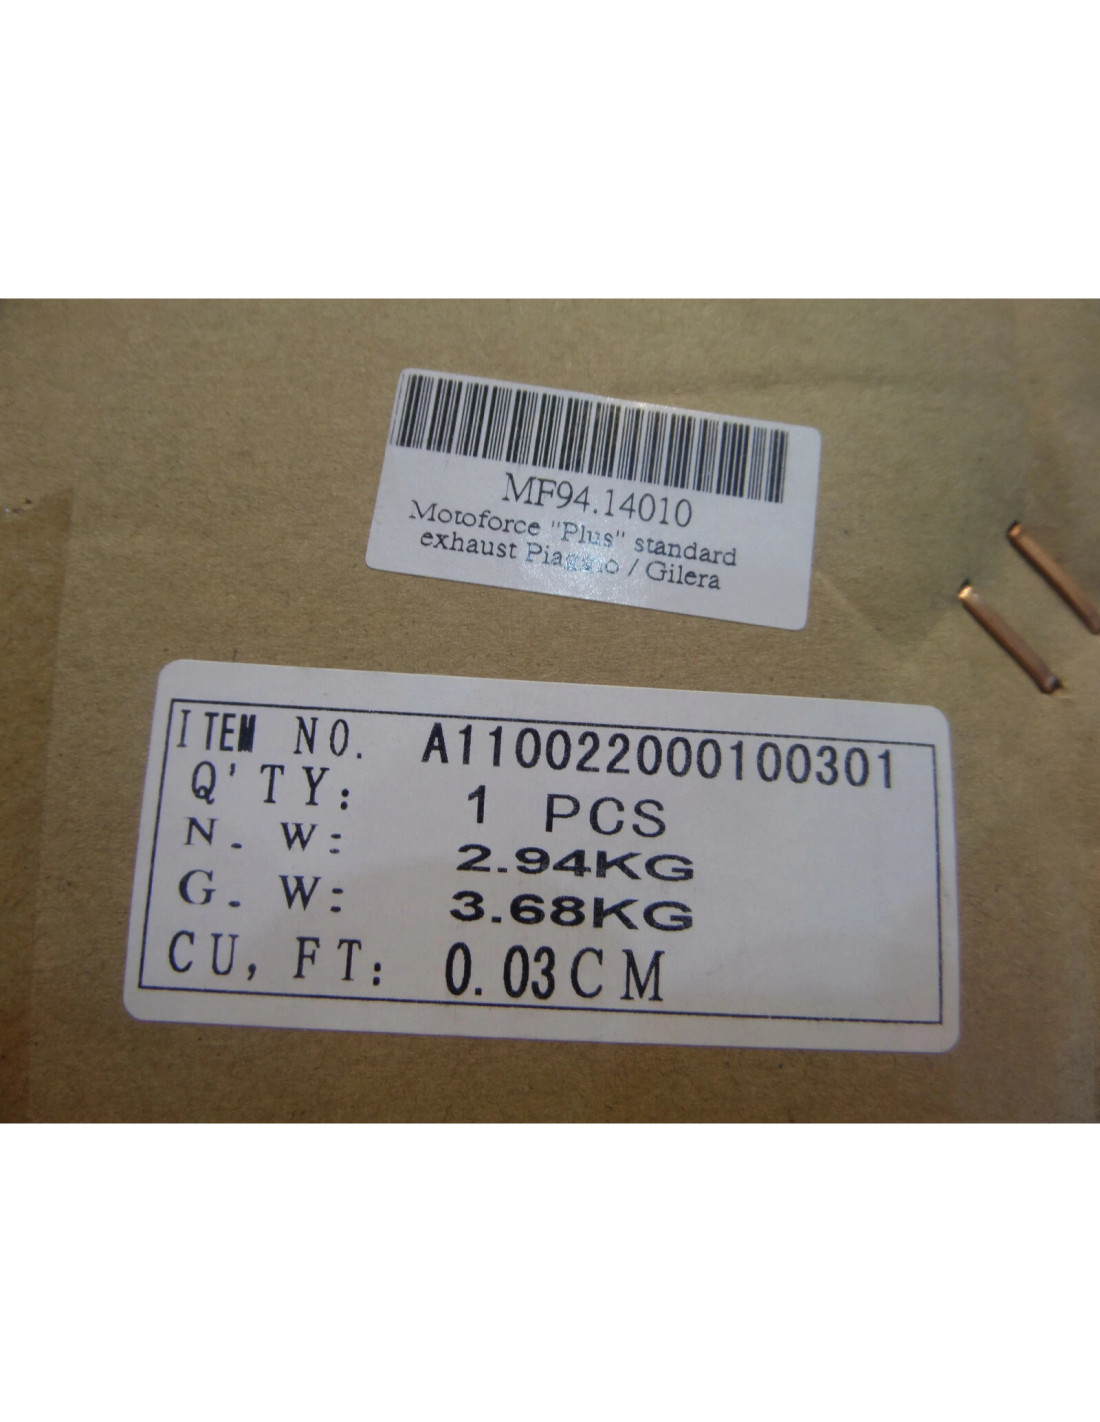 MF94.14010
Motoforce "Plus" standard
exhaust Piaggio / Gilera
ITEM NO. A110022000100301
Q'TY: 1 PCS
N. W: 2.94KG
G. W: 3.68KG
CU, FT: 0.03CM